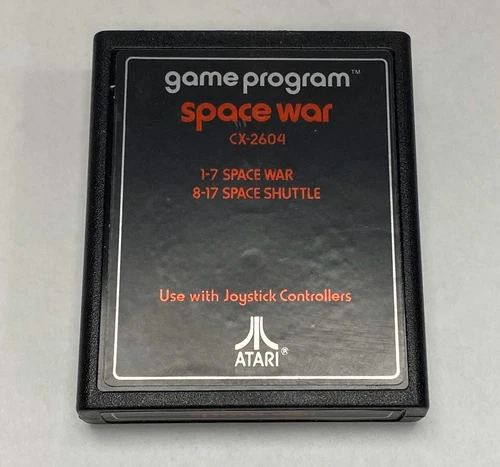 game program™
space war
CX-2604
1-7 SPACE WAR
8-17 SPACE SHUTTLE
Use with Joystick Controllers
ATARI®